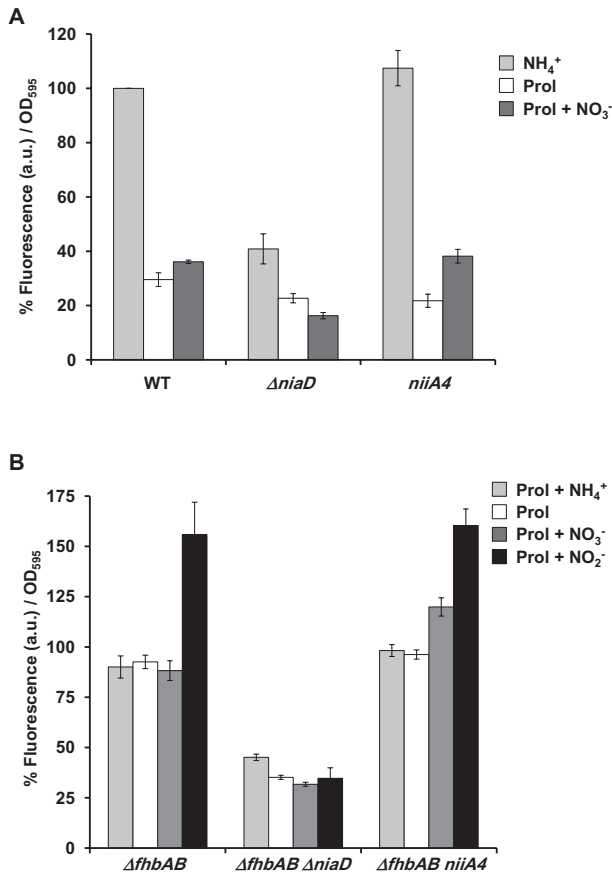 A
% Fluorescence (a.u.) / OD₅₉₅
120
100
80
60
40
20
0
WT
ΔniaD
niiA4
NH₄⁺
Prol
Prol + NO₃⁻
B
% Fluorescence (a.u.) / OD₅₉₅
175
150
125
100
75
50
25
0
ΔfhbAB
ΔfhbAB ΔniaD
ΔfhbAB niiA4
Prol + NH₄⁺
Prol
Prol + NO₃⁻
Prol + NO₂⁻